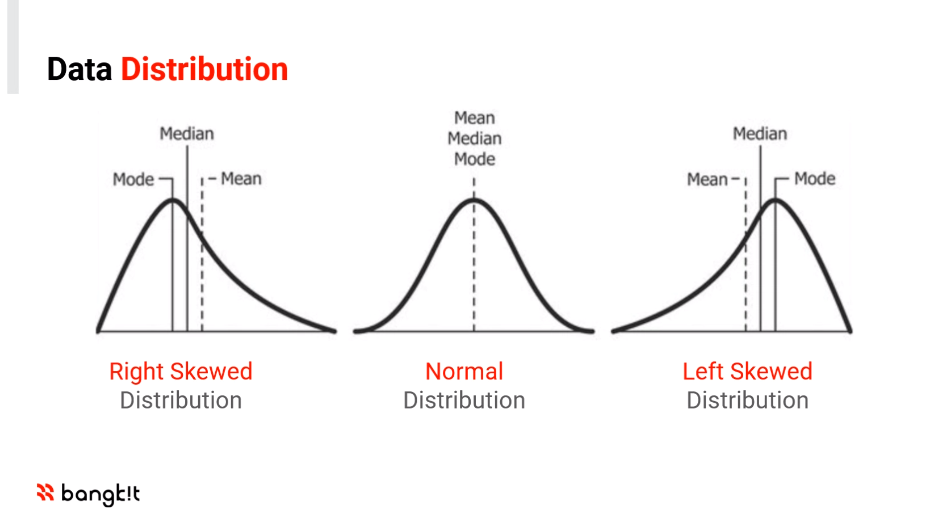 Data Distribution
Median
Mode
Mean
Right Skewed
Distribution
Mean
Median
Mode
Normal
Distribution
Median
Mean
Mode
Left Skewed
Distribution
bangk!t